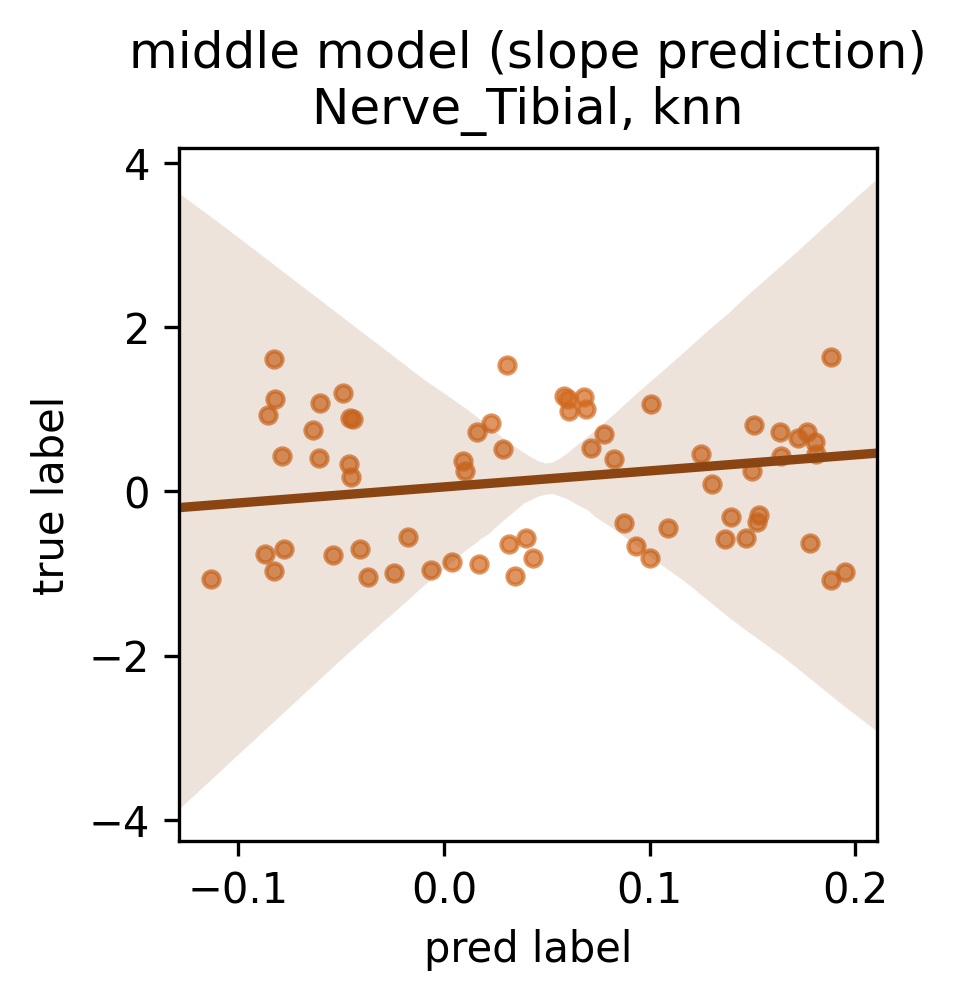 middle model (slope prediction)
Nerve_Tibial, knn
4
2
0
−2
−4
true label
−0.1
0.0
0.1
0.2
pred label